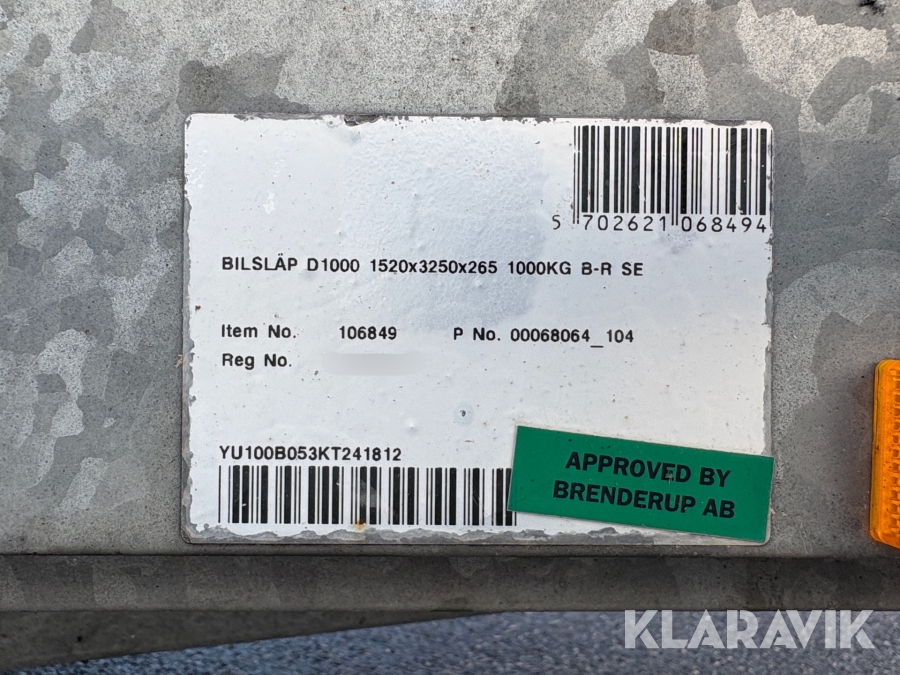 5 702621 068494
BILSLÄP D1000 1520x3250x265 1000KG B-R SE
Item No. 106849 P No. 00068064_104
Reg No.
YU100B053KT241812
APPROVED BY
BRENDERUP AB
KLARAVIK